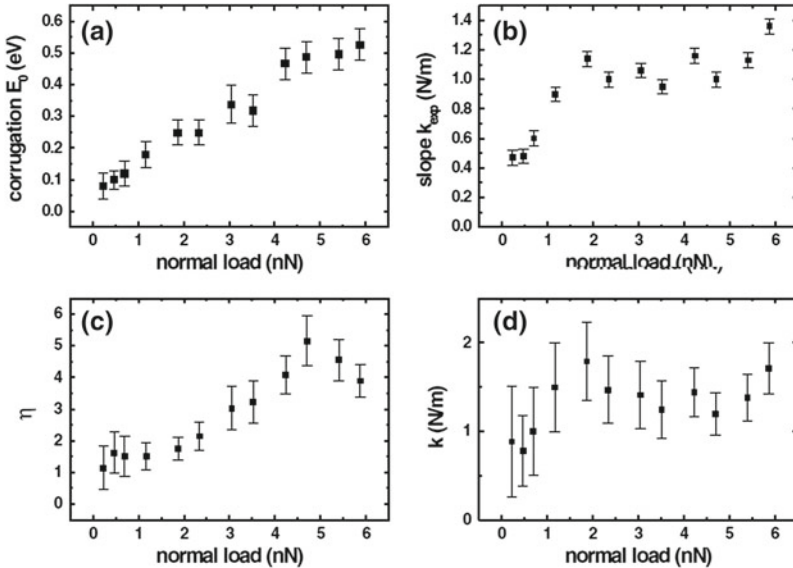 (a)
corrugation E0 (eV)
0.6
0.5
0.4
0.3
0.2
0.1
0.0
0 1 2 3 4 5 6
normal load (nN)
(b)
slope kexp (N/m)
1.4
1.2
1.0
0.8
0.6
0.4
0.2
0.0
0 1 2 3 4 5 6
normal load (nN)
(c)
η
6
5
4
3
2
1
0
0 1 2 3 4 5 6
normal load (nN)
(d)
k (N/m)
2
1
0
0 1 2 3 4 5 6
normal load (nN)